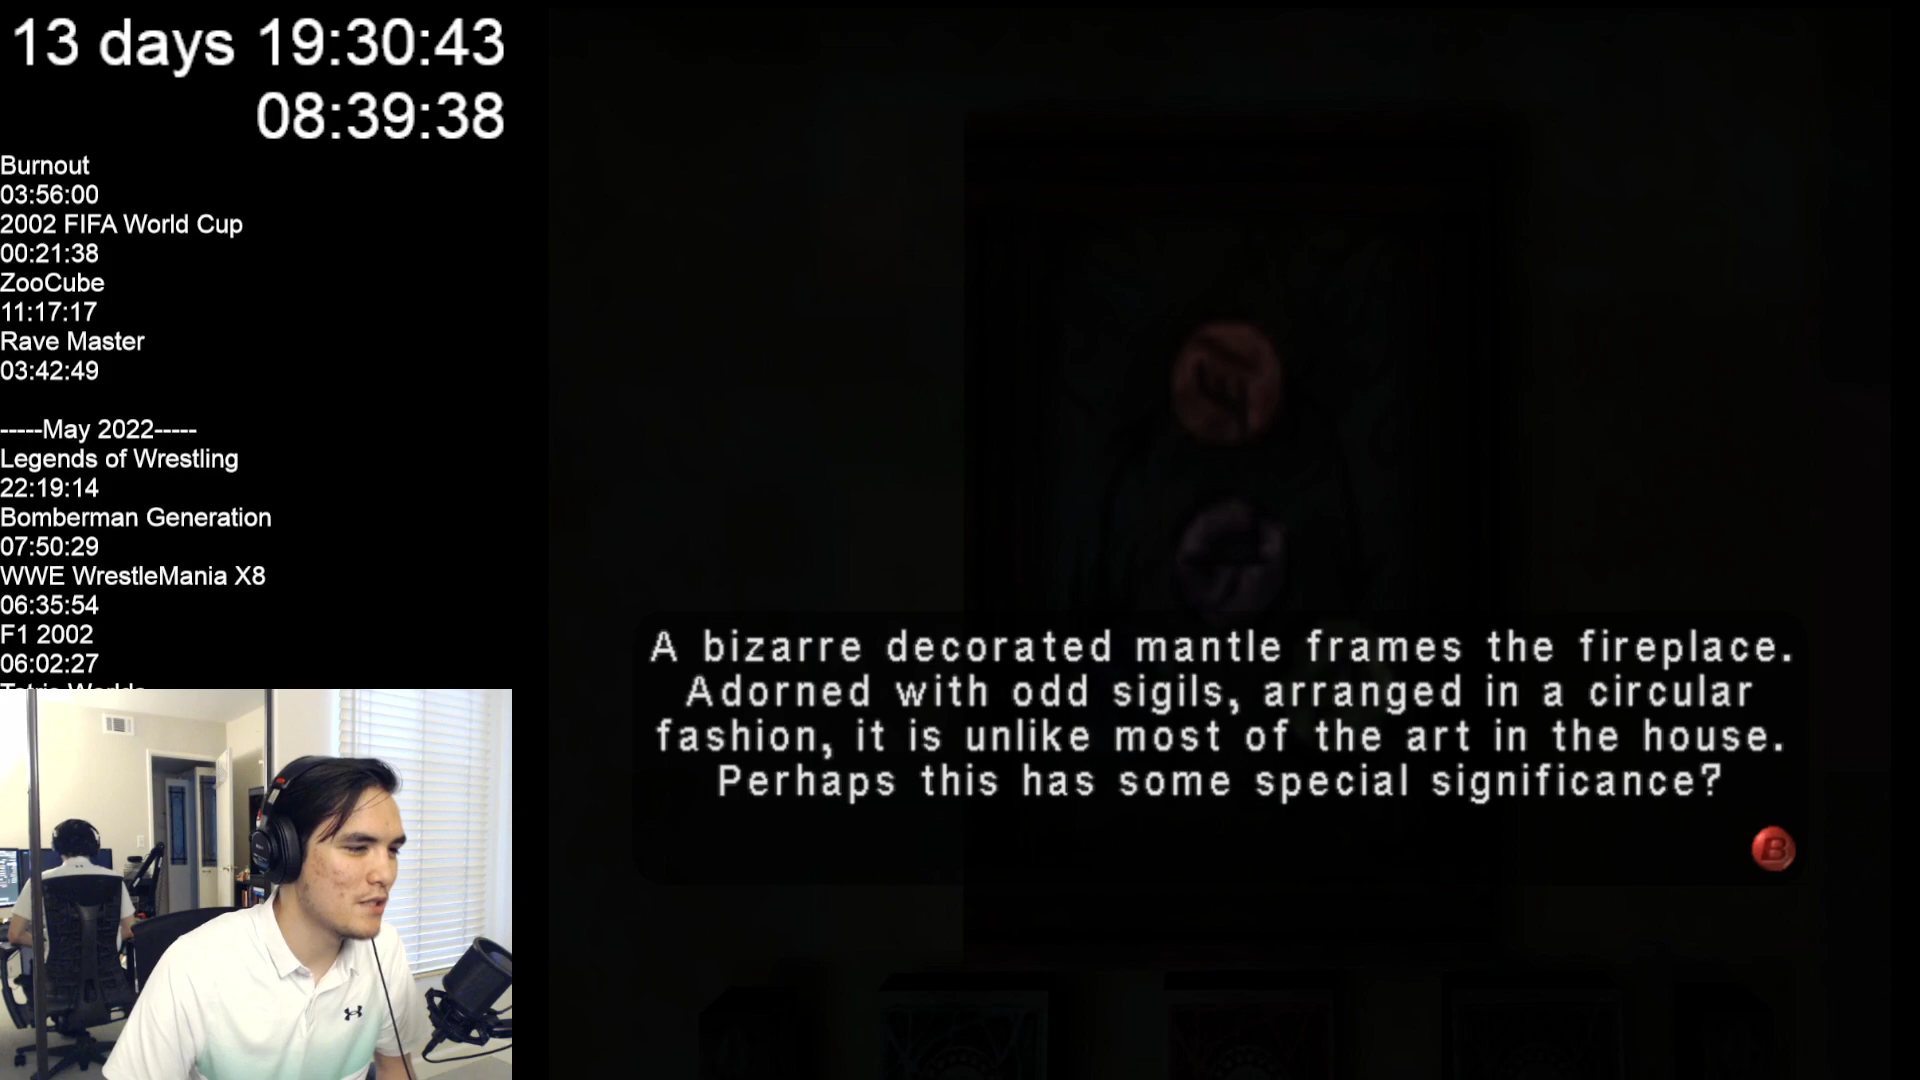 13 days 19:30:43
08:39:38
Burnout
03:56:00
2002 FIFA World Cup
00:21:38
ZooCube
11:17:17
Rave Master
03:42:49
-----May 2022-----
Legends of Wrestling
22:19:14
Bomberman Generation
07:50:29
WWE WrestleMania X8
06:35:54
F1 2002
06:02:27
Tetris Worlds
A bizarre decorated mantle frames the fireplace.
Adorned with odd sigils, arranged in a circular
fashion, it is unlike most of the art in the house.
Perhaps this has some special significance?
B